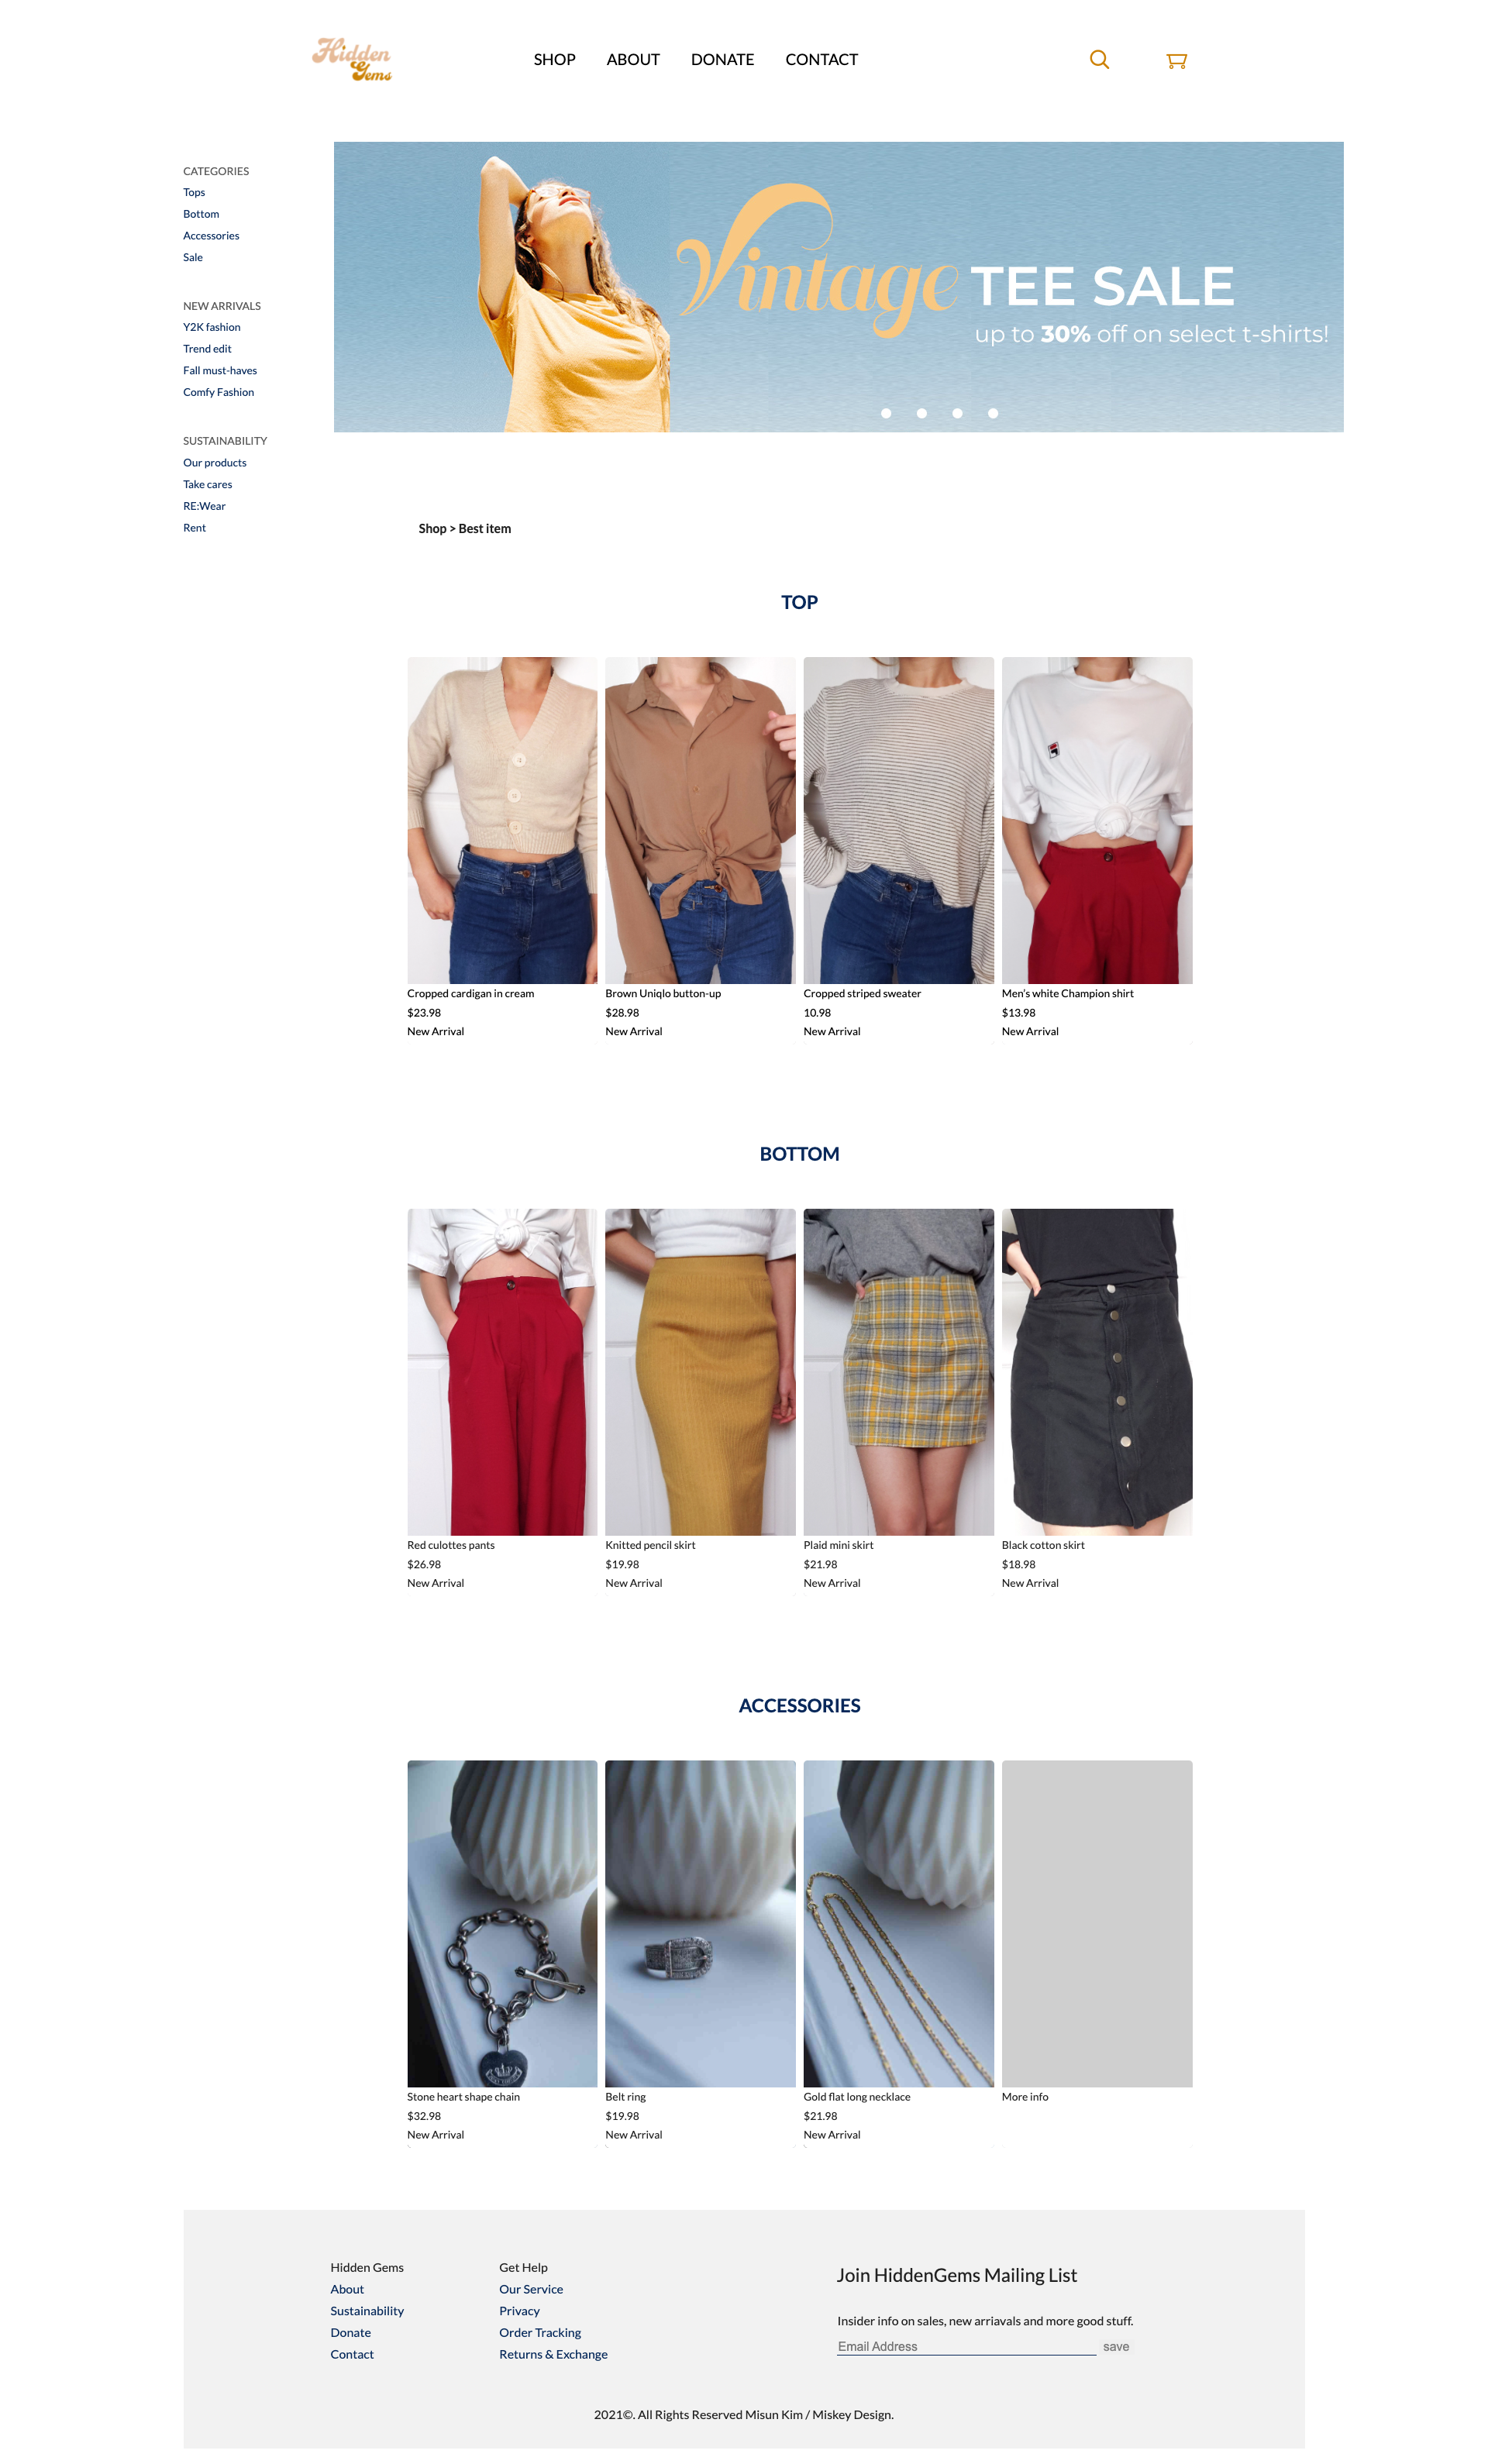 Hidden
Gems
SHOP ABOUT DONATE CONTACT
CATEGORIES
Tops
Bottom
Accessories
Sale
NEW ARRIVALS
Y2K fashion
Trend edit
Fall must-haves
Comfy Fashion
SUSTAINABILITY
Our products
Take cares
RE:Wear
Rent
Vintage TEE SALE
up to 30% off on select t-shirts!
Shop > Best item
TOP
Cropped cardigan in cream
$23.98
New Arrival
Brown Uniqlo button-up
$28.98
New Arrival
Cropped striped sweater
10.98
New Arrival
Men's white Champion shirt
$13.98
New Arrival
BOTTOM
Red culottes pants
$26.98
New Arrival
Knitted pencil skirt
$19.98
New Arrival
Plaid mini skirt
$21.98
New Arrival
Black cotton skirt
$18.98
New Arrival
ACCESSORIES
Stone heart shape chain
$32.98
New Arrival
Belt ring
$19.98
New Arrival
Gold flat long necklace
$21.98
New Arrival
More info
Hidden Gems
About
Sustainability
Donate
Contact
Get Help
Our Service
Privacy
Order Tracking
Returns & Exchange
Join HiddenGems Mailing List
Insider info on sales, new arriavals and more good stuff.
Email Address save
2021©. All Rights Reserved Misun Kim / Miskey Design.